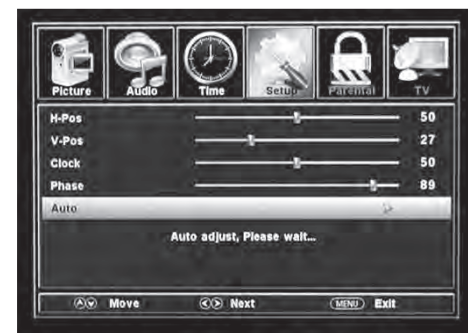 Picture Audio Time Setup Parental TV
H-Pos 50
V-Pos 27
Clock 50
Phase 89
Auto
Auto adjust, Please wait...
Move Next MENU Exit